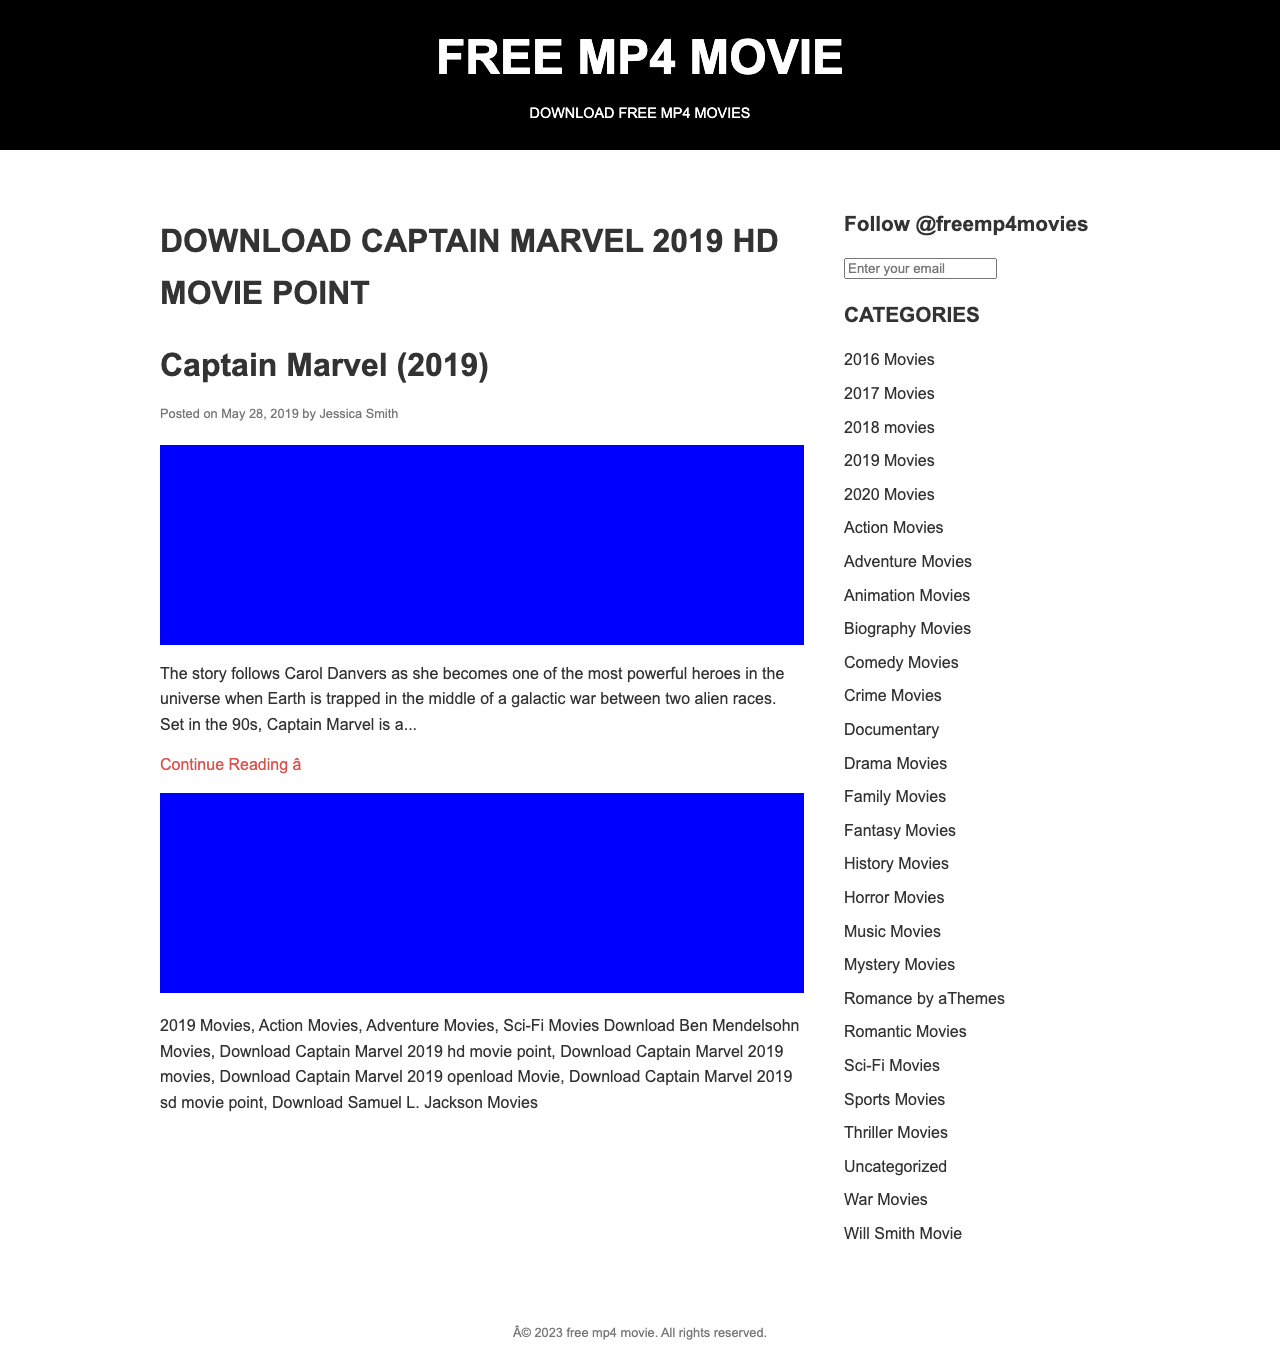 FREE MP4 MOVIE
DOWNLOAD FREE MP4 MOVIES
DOWNLOAD CAPTAIN MARVEL 2019 HD
MOVIE POINT
Captain Marvel (2019)
Posted on May 28, 2019 by Jessica Smith
The story follows Carol Danvers as she becomes one of the most powerful heroes in the
universe when Earth is trapped in the middle of a galactic war between two alien races.
Set in the 90s, Captain Marvel is a...
Continue Reading â
2019 Movies, Action Movies, Adventure Movies, Sci-Fi Movies Download Ben Mendelsohn
Movies, Download Captain Marvel 2019 hd movie point, Download Captain Marvel 2019
movies, Download Captain Marvel 2019 openload Movie, Download Captain Marvel 2019
sd movie point, Download Samuel L. Jackson Movies
Follow @freemp4movies
Enter your email
CATEGORIES
2016 Movies
2017 Movies
2018 movies
2019 Movies
2020 Movies
Action Movies
Adventure Movies
Animation Movies
Biography Movies
Comedy Movies
Crime Movies
Documentary
Drama Movies
Family Movies
Fantasy Movies
History Movies
Horror Movies
Music Movies
Mystery Movies
Romance by aThemes
Romantic Movies
Sci-Fi Movies
Sports Movies
Thriller Movies
Uncategorized
War Movies
Will Smith Movie
Â© 2023 free mp4 movie. All rights reserved.